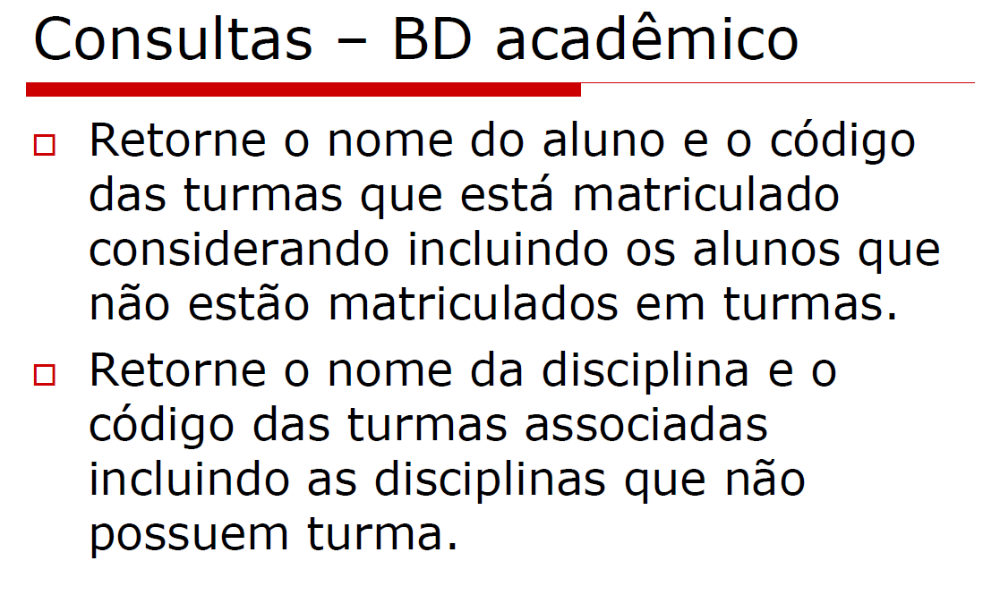 Consultas – BD acadêmico
Retorne o nome do aluno e o código
das turmas que está matriculado
considerando incluindo os alunos que
não estão matriculados em turmas.
Retorne o nome da disciplina e o
código das turmas associadas
incluindo as disciplinas que não
possuem turma.